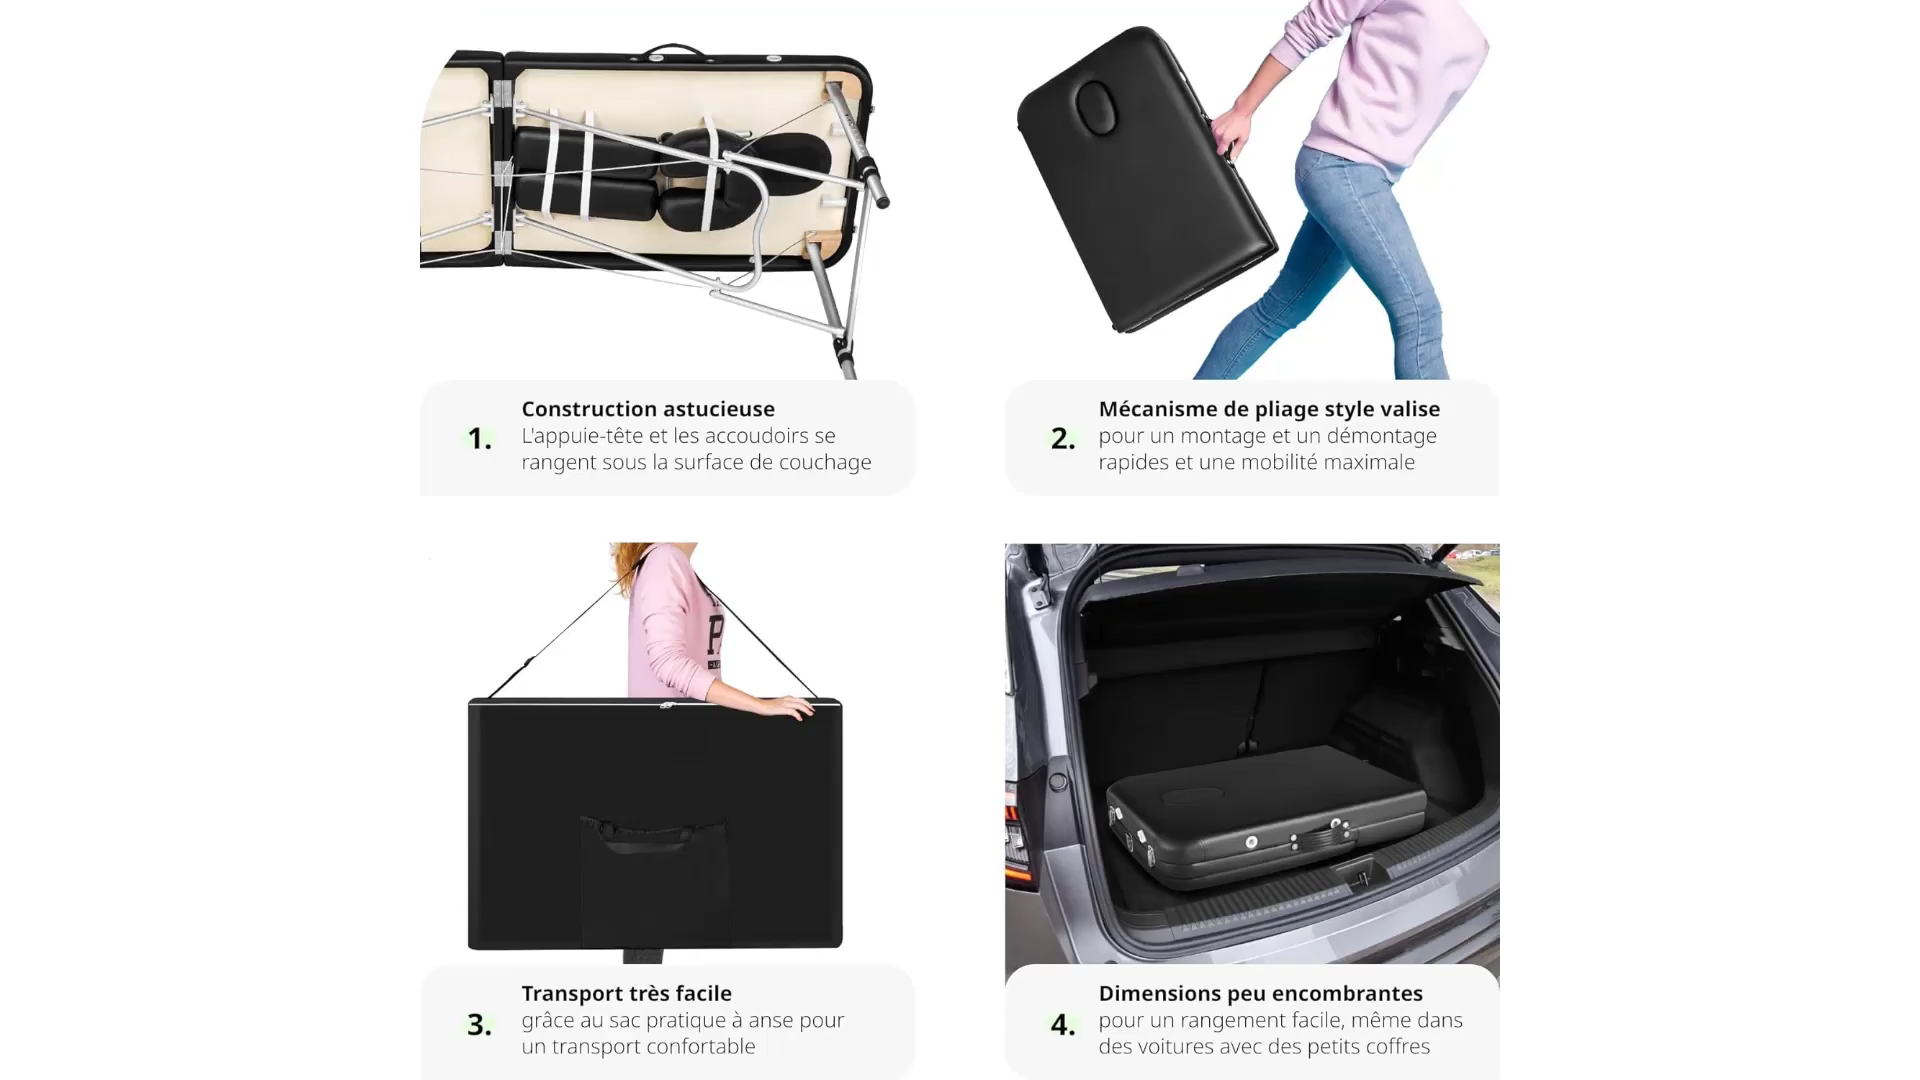 Construction astucieuse
1.
L'appuie-tête et les accoudoirs se
rangent sous la surface de couchage
Mécanisme de pliage style valise
2.
pour un montage et un démontage
rapides et une mobilité maximale
Transport très facile
3.
grâce au sac pratique à anse pour
un transport confortable
Dimensions peu encombrantes
4.
pour un rangement facile, même dans
des voitures avec des petits coffres